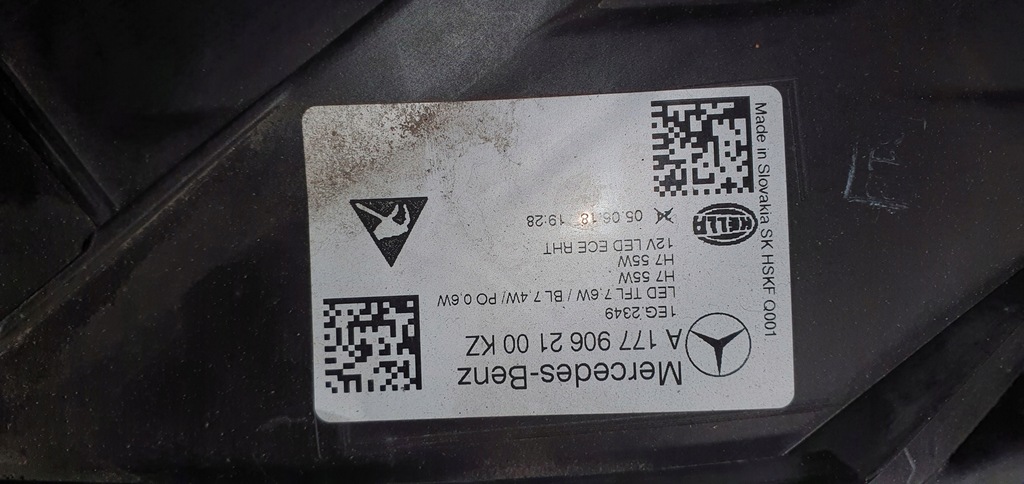 Mercedes-Benz
A 177 906 21 00 KZ
1EG.2349
LED TFL 7,6W / BL 7,4W/ PO 0,6W
H7 55W
H7 55W
12V LED ECE RHT
05.06.18 19:28
HELLA
Made in Slovakia SK HSKF Q001